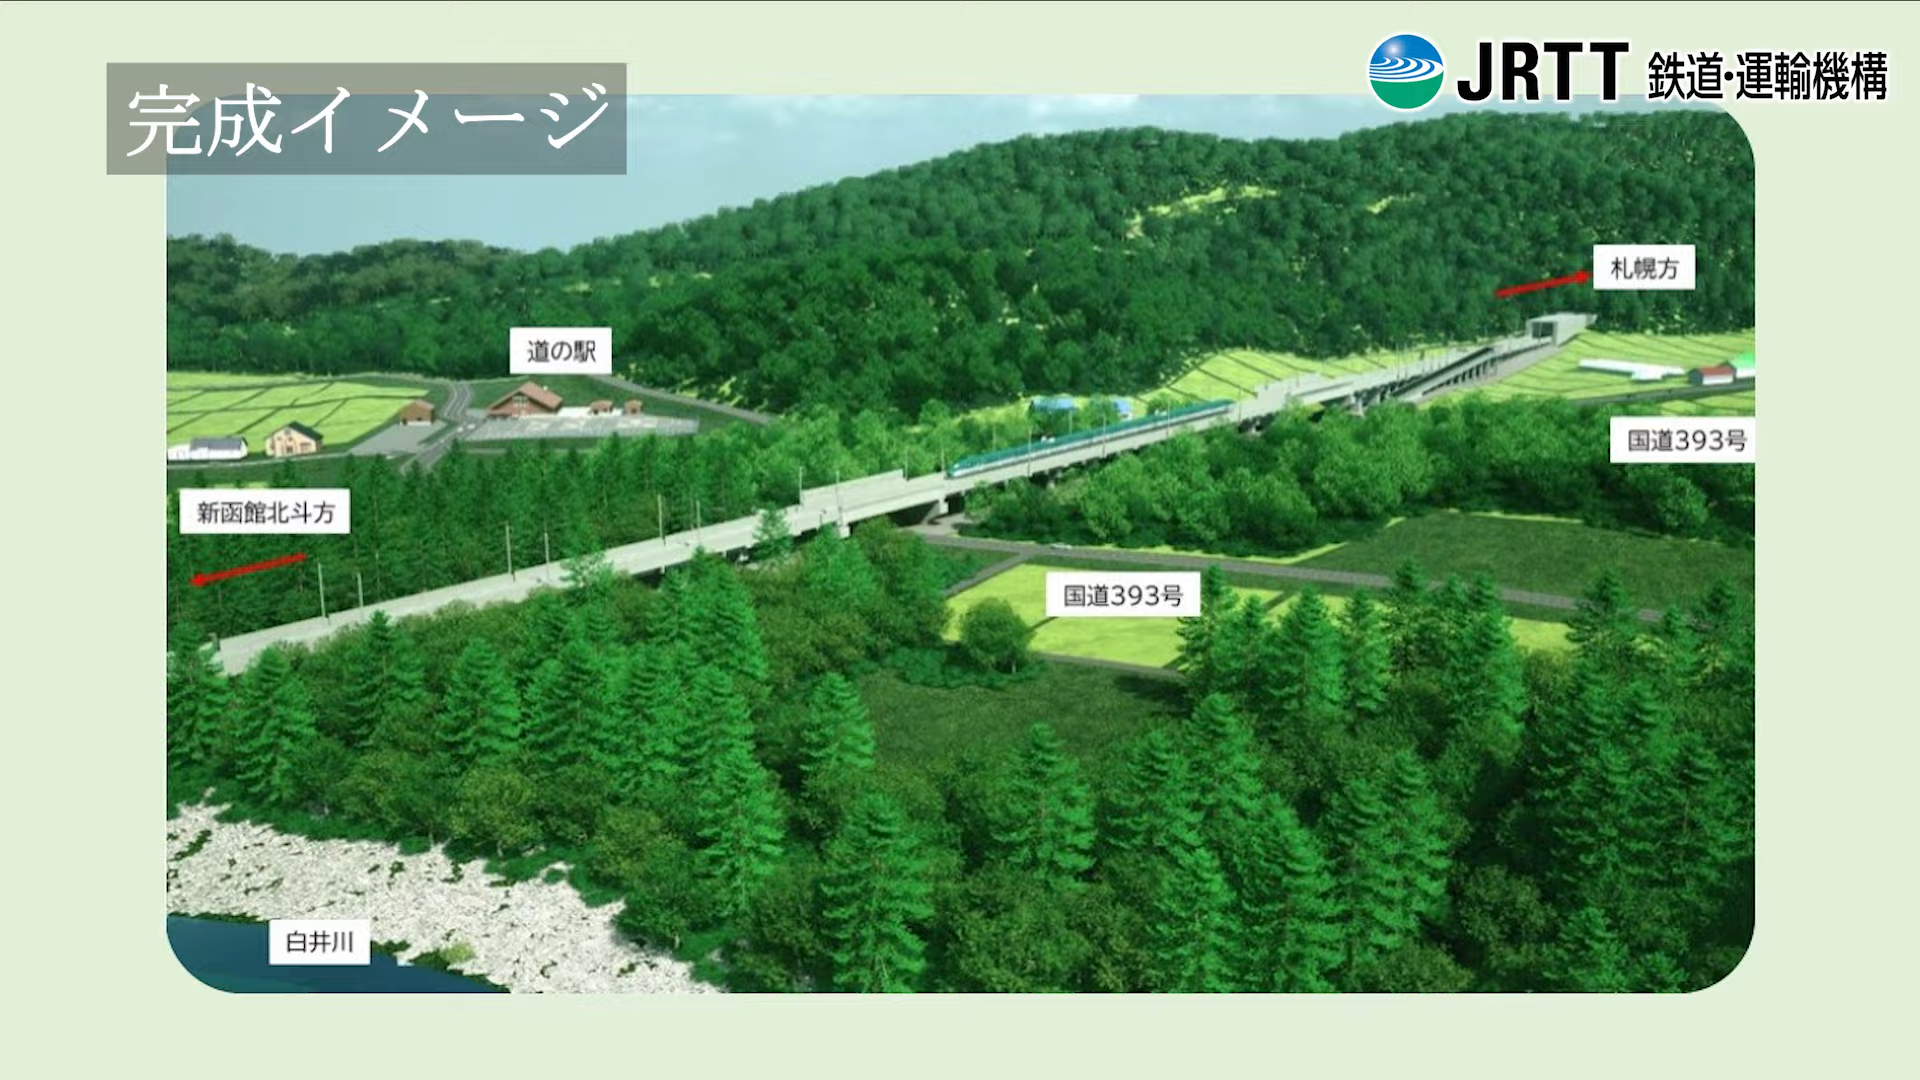 完成イメージ
JRTT 鉄道・運輸機構
札幌方
道の駅
国道393号
新函館北斗方
国道393号
白井川